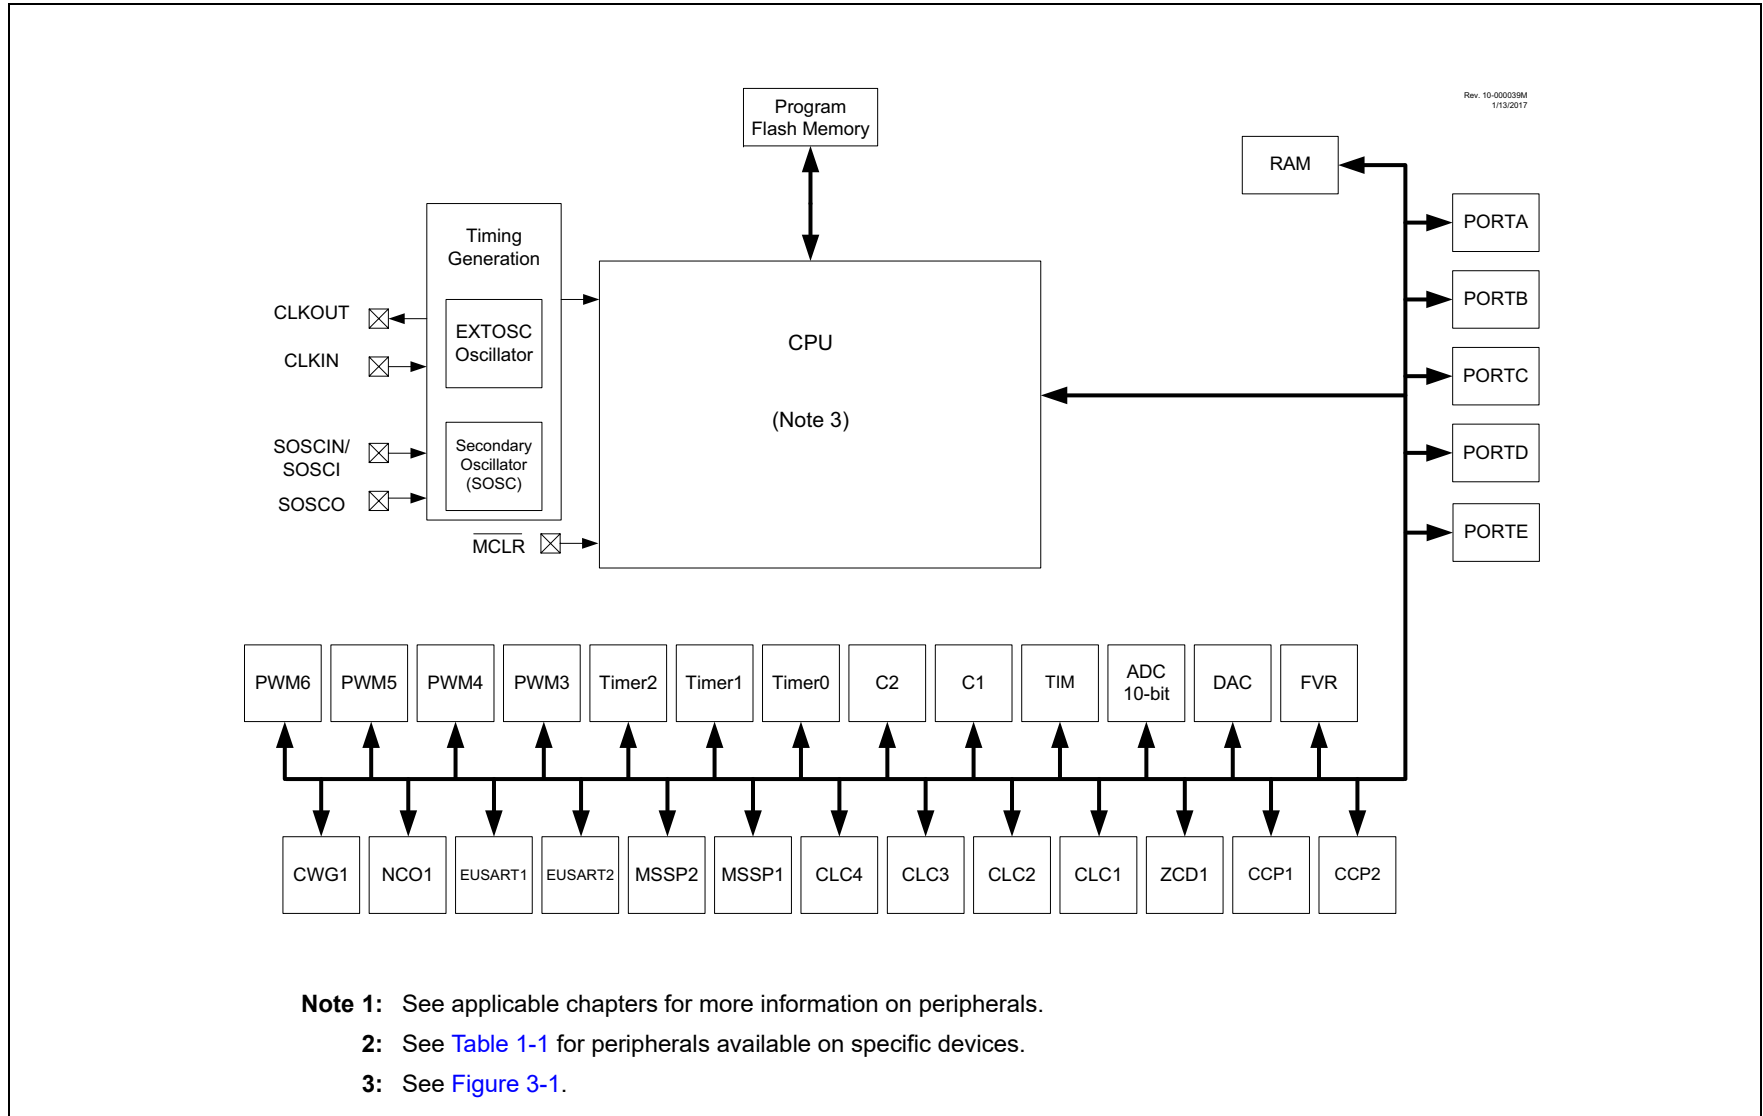 Rev. 10-000039M
1/13/2017
Program
Flash Memory
RAM
PORTA
PORTB
PORTC
PORTD
PORTE
Timing
Generation
EXTOSC
Oscillator
Secondary
Oscillator
(SOSC)
CLKOUT
CLKIN
SOSCIN/
SOSCI
SOSCO
MCLR
CPU
(Note 3)
PWM6
PWM5
PWM4
PWM3
Timer2
Timer1
Timer0
C2
C1
TIM
ADC
10-bit
DAC
FVR
CWG1
NCO1
EUSART1
EUSART2
MSSP2
MSSP1
CLC4
CLC3
CLC2
CLC1
ZCD1
CCP1
CCP2
Note 1: See applicable chapters for more information on peripherals.
2: See Table 1-1 for peripherals available on specific devices.
3: See Figure 3-1.